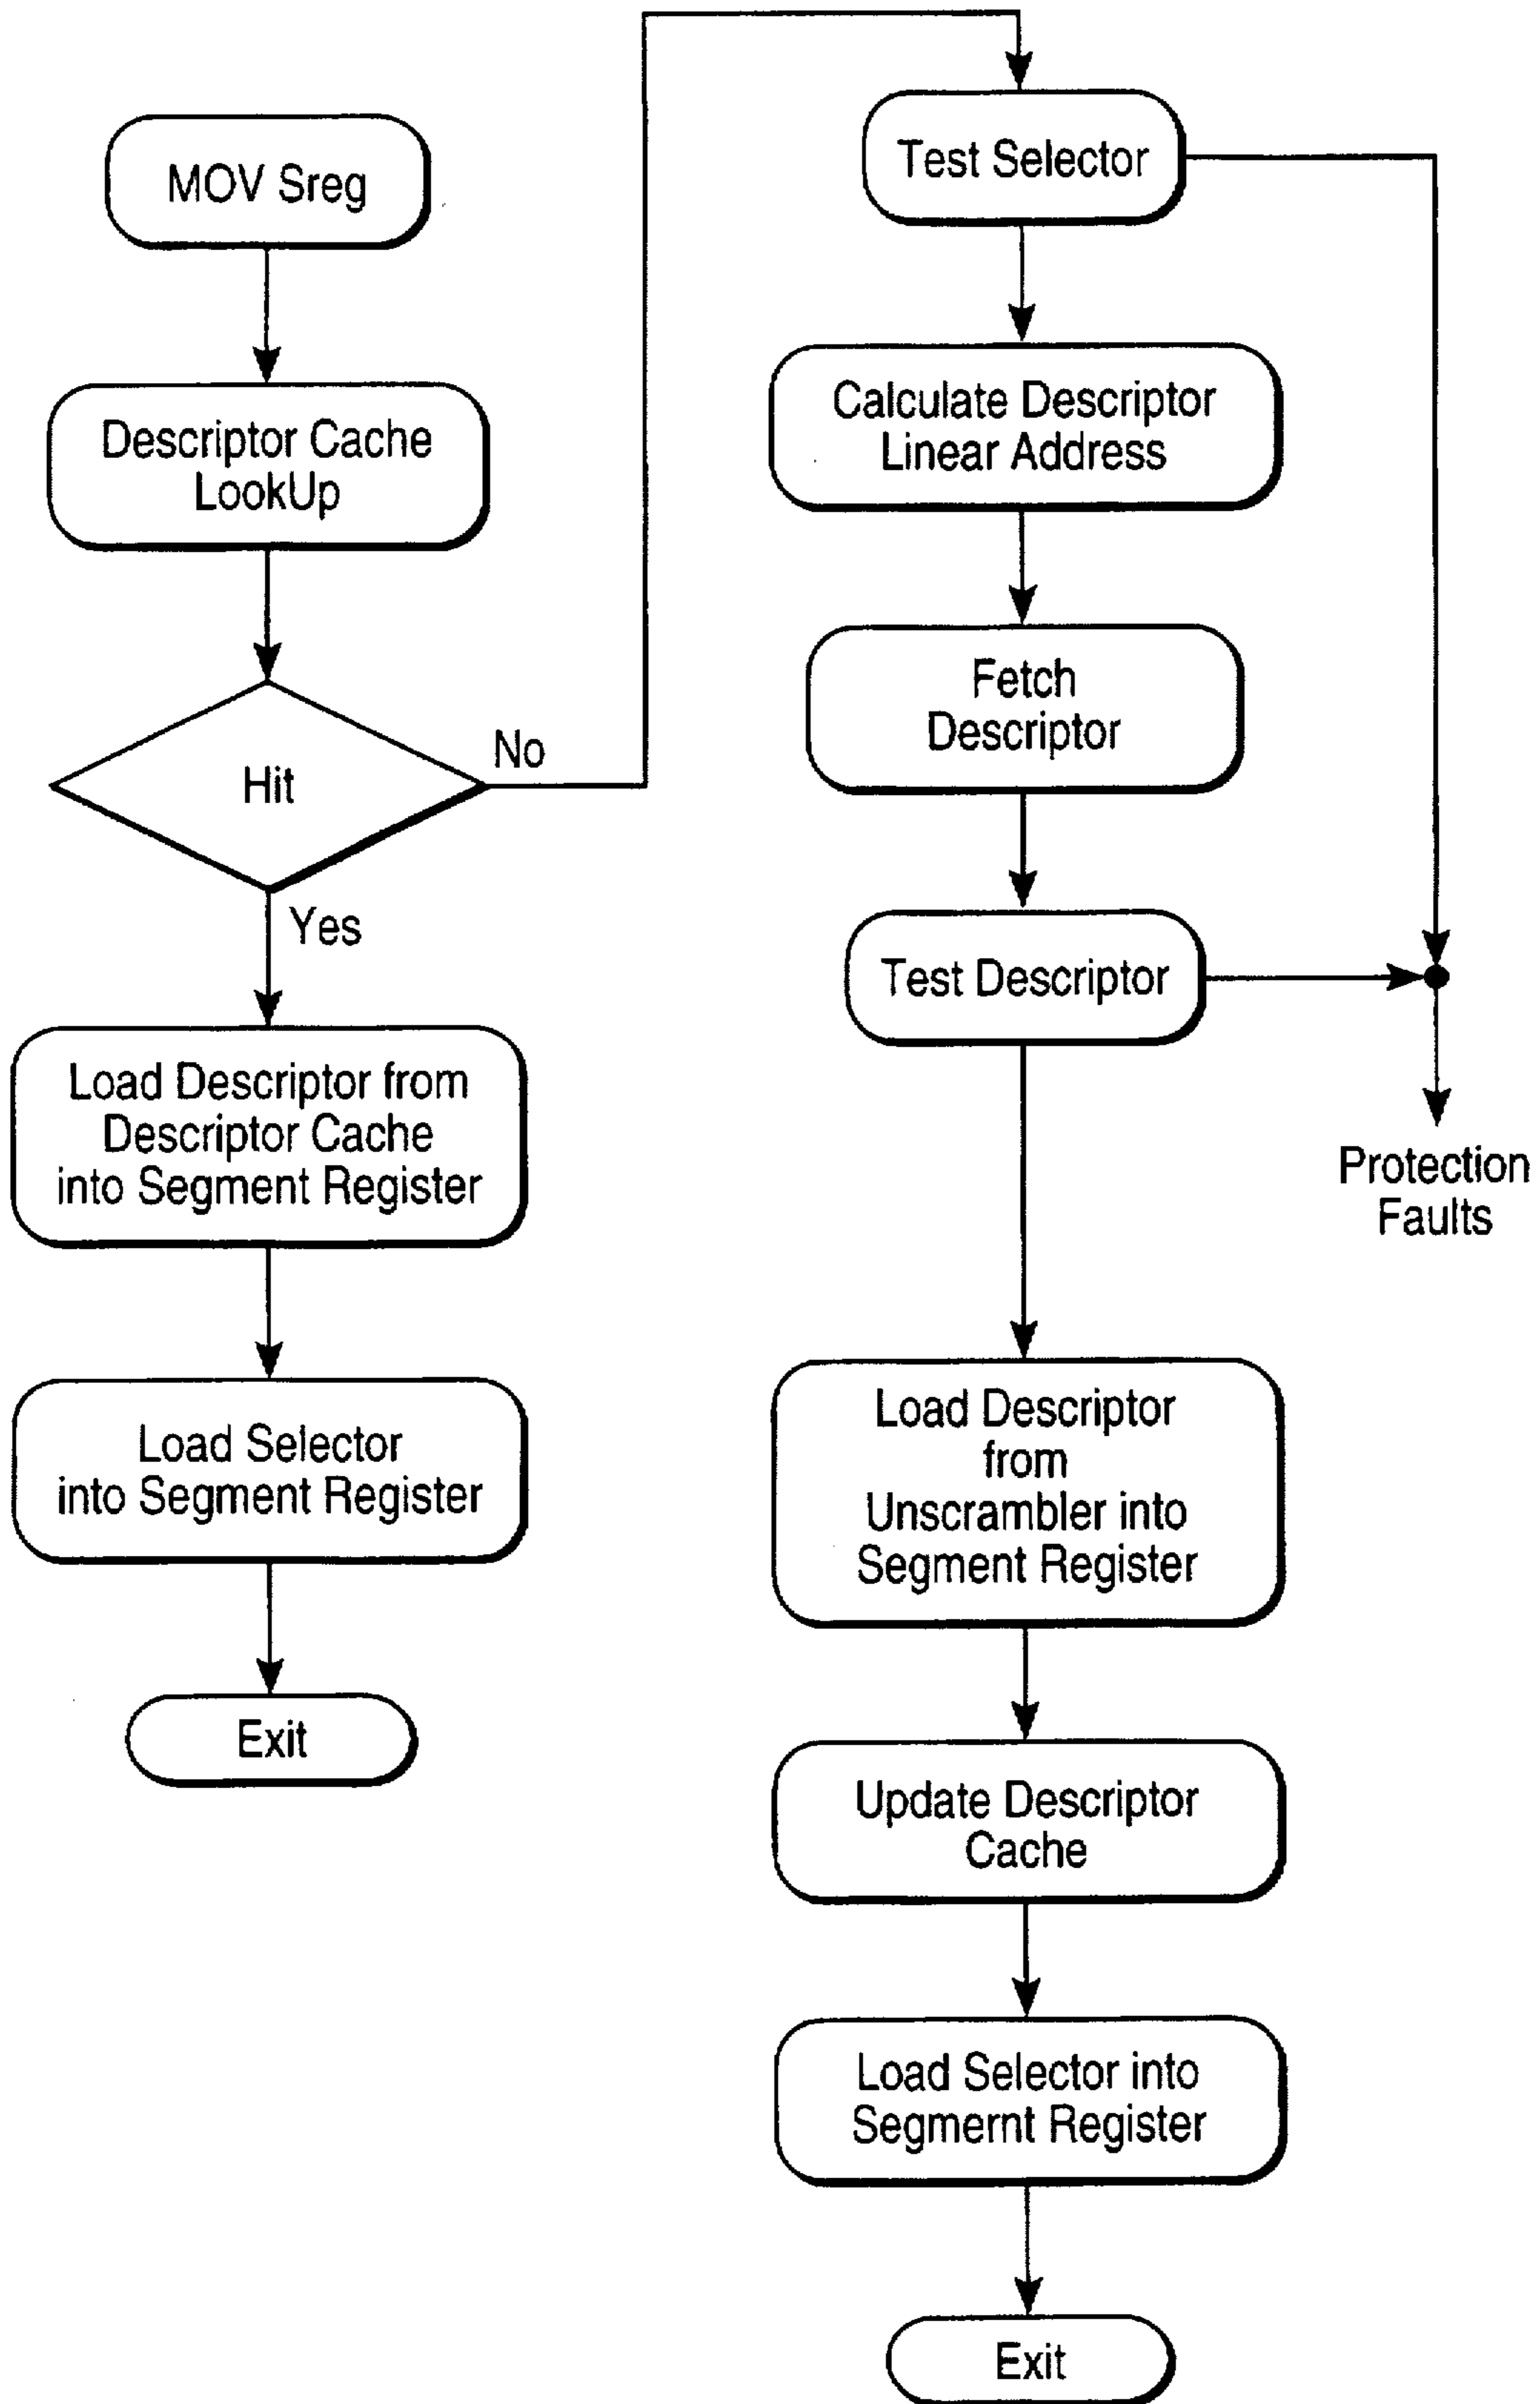 MOV Sreg
Descriptor Cache
LookUp
Hit
No
Yes
Load Descriptor from
Descriptor Cache
into Segment Register
Load Selector
into Segment Register
Exit
Test Selector
Calculate Descriptor
Linear Address
Fetch
Descriptor
Test Descriptor
Protection
Faults
Load Descriptor
from
Unscrambler into
Segment Register
Update Descriptor
Cache
Load Selector into
Segmernt Register
Exit